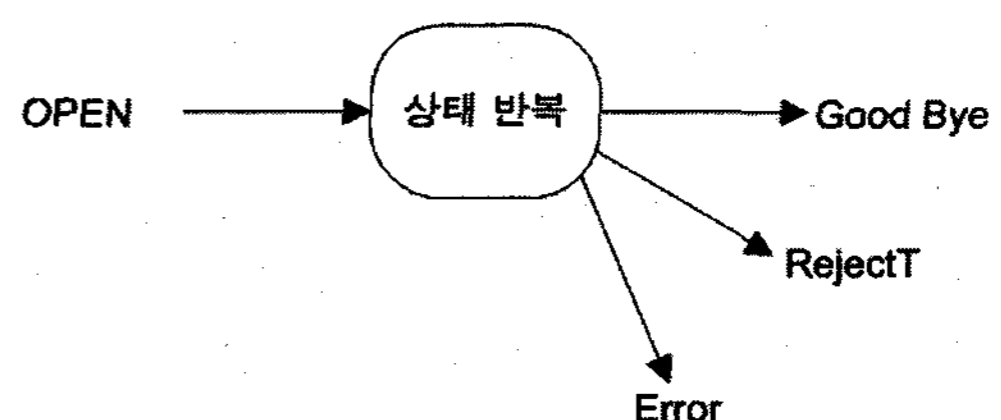 OPEN
상태 반복
Good Bye
RejectT
Error